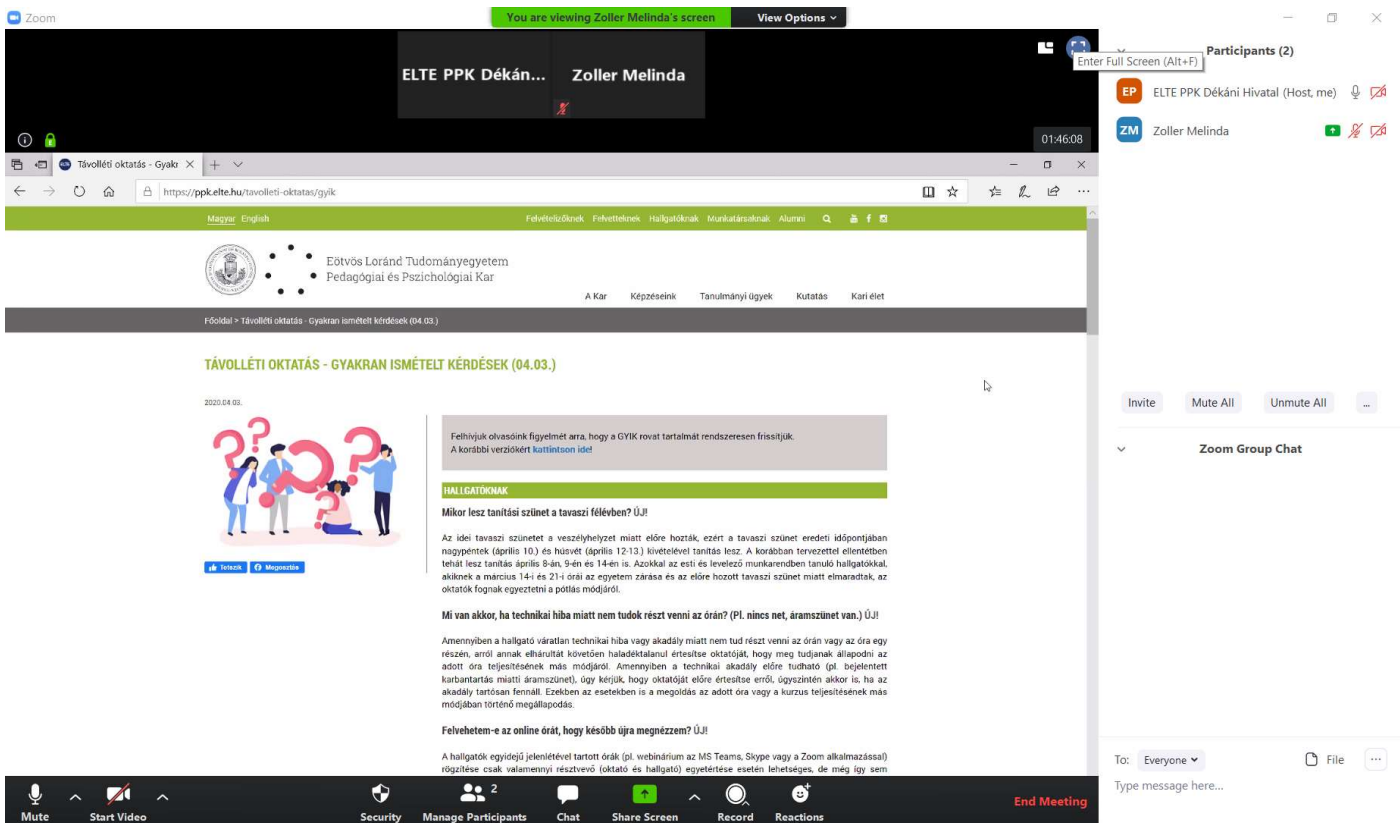 Zoom
You are viewing Zoller Melinda's screen
View Options
Participants (2)
Enter Full Screen (Alt+F)
ELTE PPK Dékán...
Zoller Melinda
EP ELTE PPK Dékáni Hivatal (Host, me)
ZM Zoller Melinda
01:46:08
Távolléti oktatás - Gyakr
https://ppk.elte.hu/tavolleti-oktatas/gyik
Magyar English
Felvételizőknek Felvetteknek Hallgatóknak Munkatársaknak Alumni
Eötvös Loránd Tudományegyetem
Pedagógiai és Pszichológiai Kar
A Kar Képzéseink Tanulmányi ügyek Kutatás Kari élet
Főoldal > Távolléti oktatás - Gyakran ismételt kérdések (04.03.)
TÁVOLLÉTI OKTATÁS - GYAKRAN ISMÉTELT KÉRDÉSEK (04.03.)
2020.04.03.
Tetszik Megosztás
Felhívjuk olvasóink figyelmét arra, hogy a GYIK rovat tartalmát rendszeresen frissítjük.
A korábbi verziókért kattintson ide!
HALLGATÓKNAK
Mikor lesz tanítási szünet a tavaszi félévben? ÚJ!
Az idei tavaszi szünetet a veszélyhelyzet miatt előre hozták, ezért a tavaszi szünet eredeti időpontjában
nagypéntek (április 10.) és húsvét (április 12-13.) kivételével tanítás lesz. A korábban tervezettel ellentétben
tehát lesz tanítás április 8-án, 9-én és 14-én is. Azokkal az esti és levelező munkarendben tanuló hallgatókkal,
akiknek a március 14-i és 21-i órái az egyetem zárása és az előre hozott tavaszi szünet miatt elmaradtak, az
oktatók fognak egyeztetni a pótlás módjáról.
Mi van akkor, ha technikai hiba miatt nem tudok részt venni az órán? (Pl. nincs net, áramszünet van.) ÚJ!
Amennyiben a hallgató váratlan technikai hiba vagy akadály miatt nem tud részt venni az órán vagy az óra egy
részén, arról annak elhárultát követően haladéktalanul értesítse oktatóját, hogy meg tudjanak állapodni az
adott óra teljesítésének más módjáról. Amennyiben a technikai akadály előre tudható (pl. bejelentett
karbantartás miatti áramszünet), úgy kérjük, hogy oktatóját előre értesítse erről, úgyszintén akkor is, ha az
akadály tartósan fennáll. Ezekben az esetekben is a megoldás az adott óra vagy a kurzus teljesítésének más
módjában történő megállapodás.
Felvehetem-e az online órát, hogy később újra megnézzem? ÚJ!
A hallgatók egyidejű jelenlétével tartott órák (pl. webinárium az MS Teams, Skype vagy a Zoom alkalmazással)
rögzítése csak valamennyi résztvevő (oktató és hallgató) egyetértése esetén lehetséges, de még így sem
Invite Mute All Unmute All ...
Zoom Group Chat
To: Everyone File ...
Type message here...
Mute Start Video Security Manage Participants 2 Chat Share Screen Record Reactions End Meeting